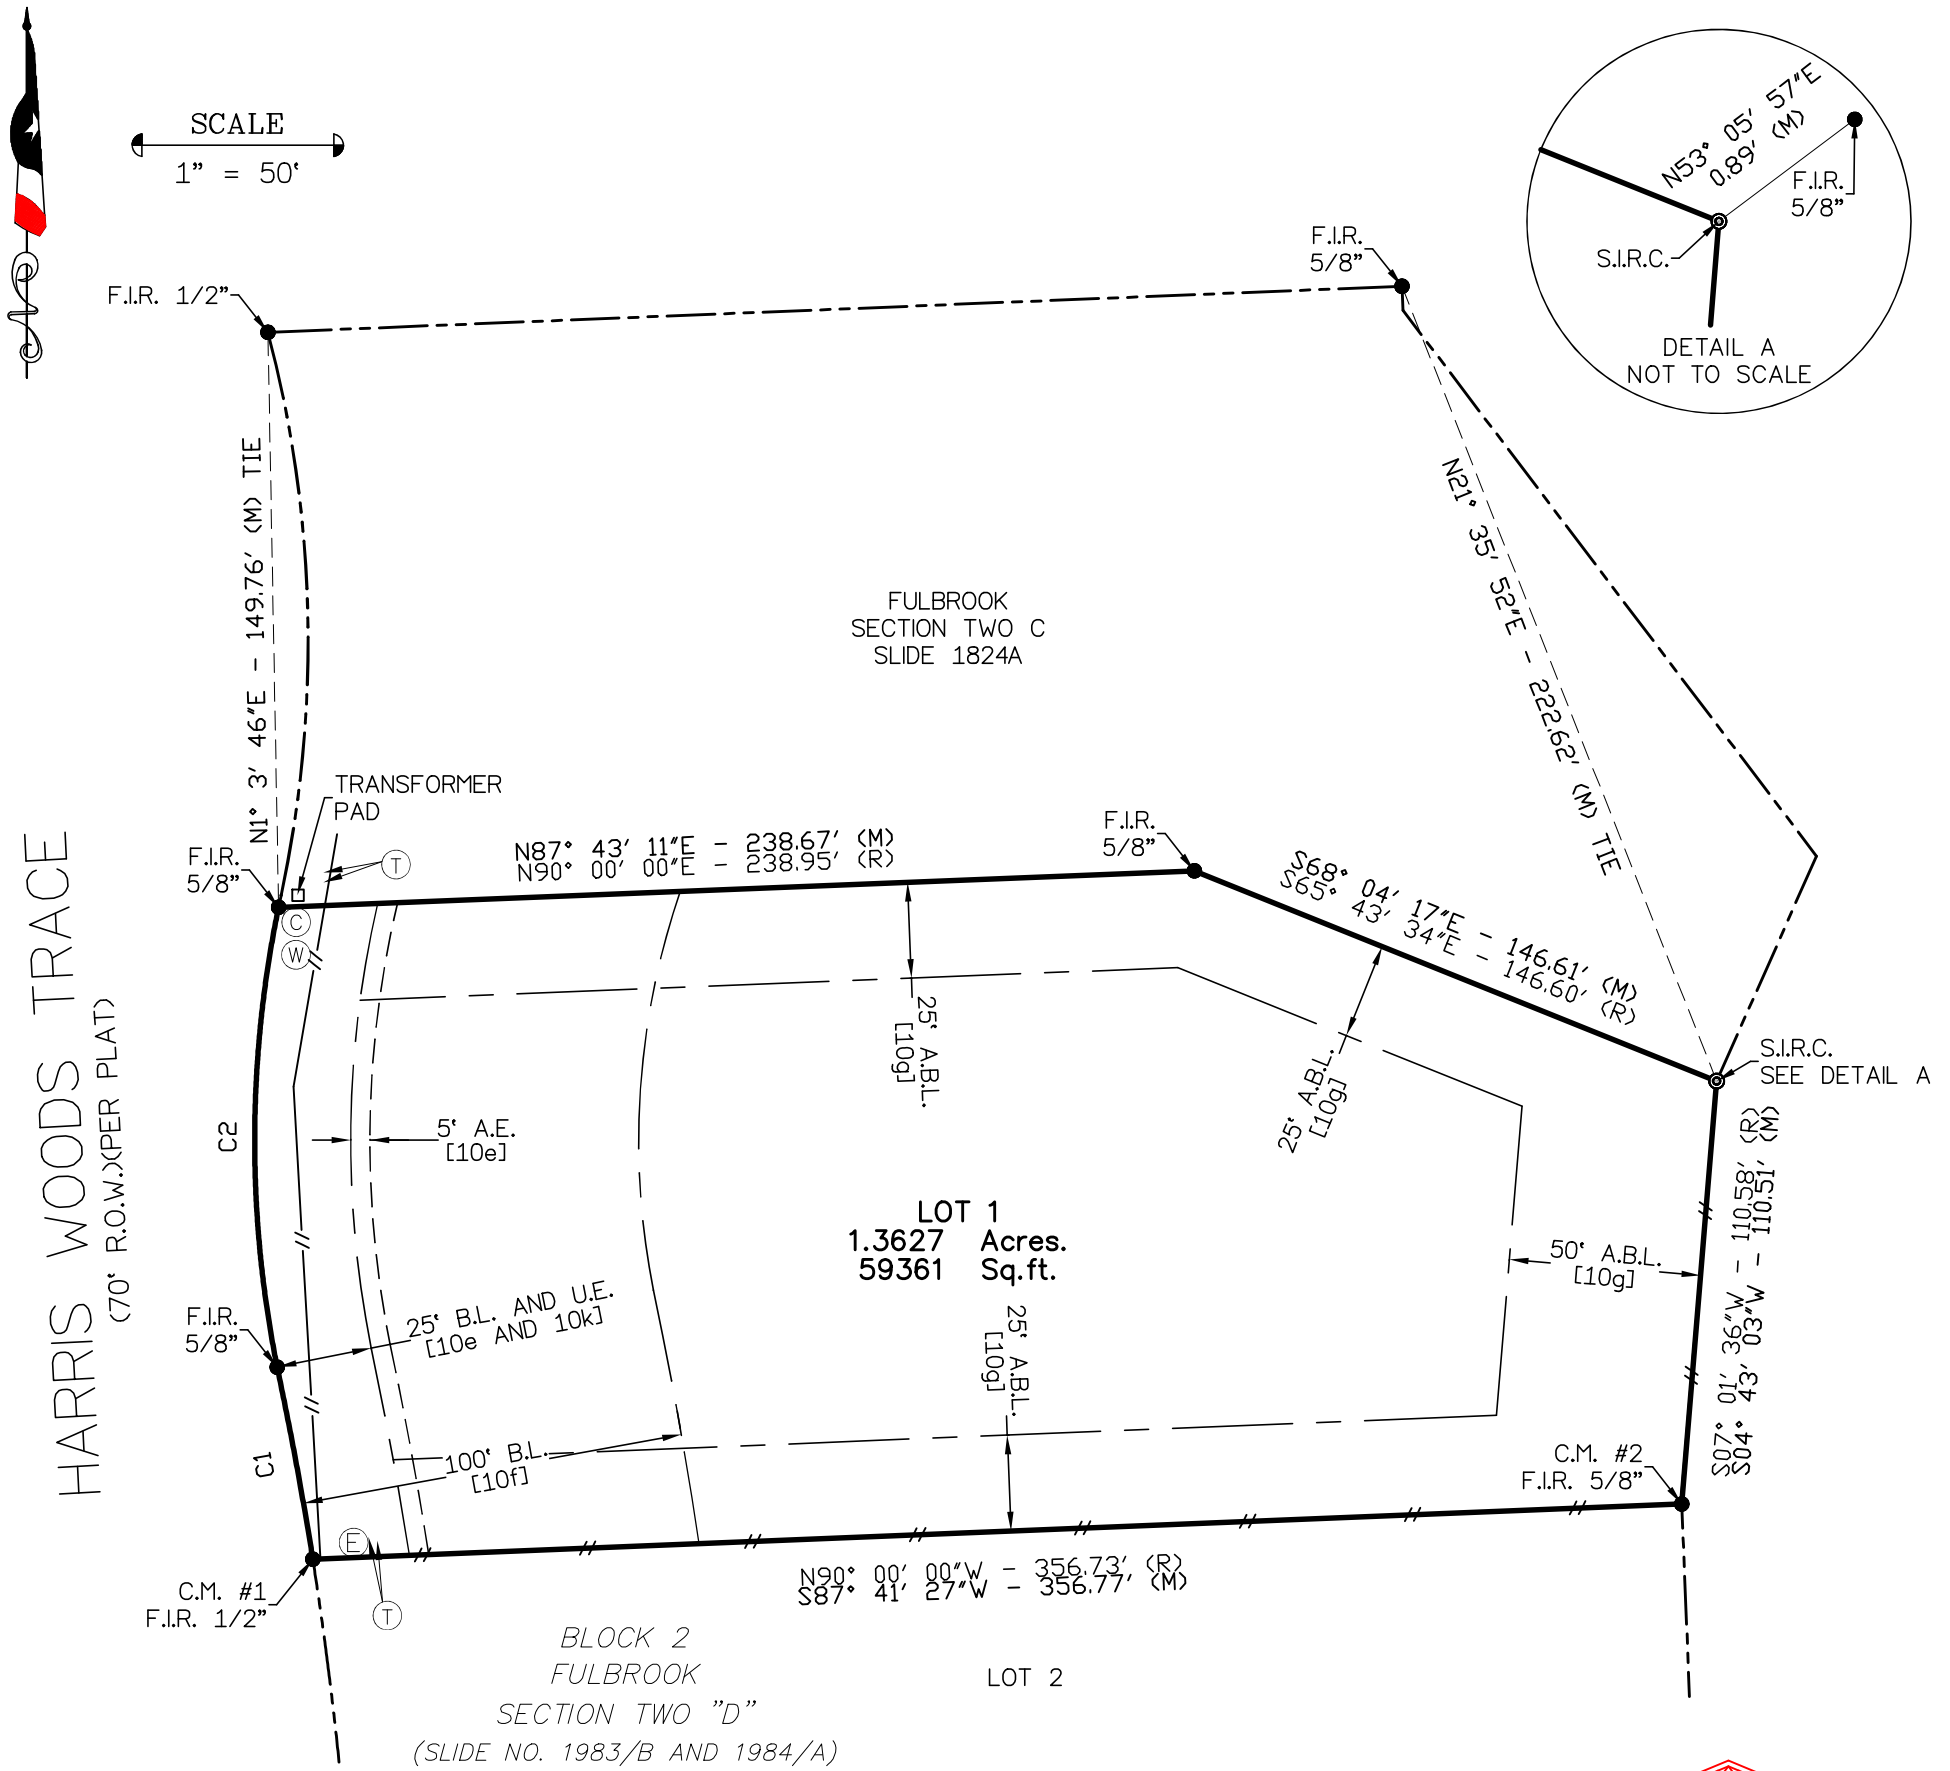 SCALE
1" = 50'
N53° 05' 57"E
0.89' (M)
F.I.R.
5/8"
S.I.R.C.
DETAIL A
NOT TO SCALE
F.I.R.
5/8"
F.I.R. 1/2"
N1° 3' 46"E - 149.76' (M) TIE
N21° 35' 52"E - 222.62' (M) TIE
FULBROOK
SECTION TWO C
SLIDE 1824A
TRANSFORMER
PAD
T
F.I.R.
5/8"
N87° 43' 11"E - 238.67' (M)
N90° 00' 00"E - 238.95' (R)
F.I.R.
5/8"
S68° 04' 17"E - 146.61' (M)
S65° 43' 34"E - 146.60' (R)
C
W
HARRIS WOODS TRACE
(70' R.O.W.)(PER PLAT)
25' A.B.L.
[10g]
25' A.B.L.
[10g]
S.I.R.C.
SEE DETAIL A
C2
5' A.E.
[10e]
LOT 1
1.3627 Acres.
59361 Sq.ft.
50' A.B.L.
[10g]
S07° 01' 36"W - 110.58' (R)
S04° 43' 03"W - 110.51' (M)
F.I.R.
5/8"
25' B.L. AND U.E.
[10e AND 10k]
25' A.B.L.
[10g]
C1
100' B.L.
[10f]
C.M. #2
F.I.R. 5/8"
E
C.M. #1
F.I.R. 1/2"
T
N90° 00' 00"W - 356.73' (R)
S87° 41' 27"W - 356.77' (M)
BLOCK 2
FULBROOK
SECTION TWO "D"
(SLIDE NO. 1983/B AND 1984/A)
LOT 2